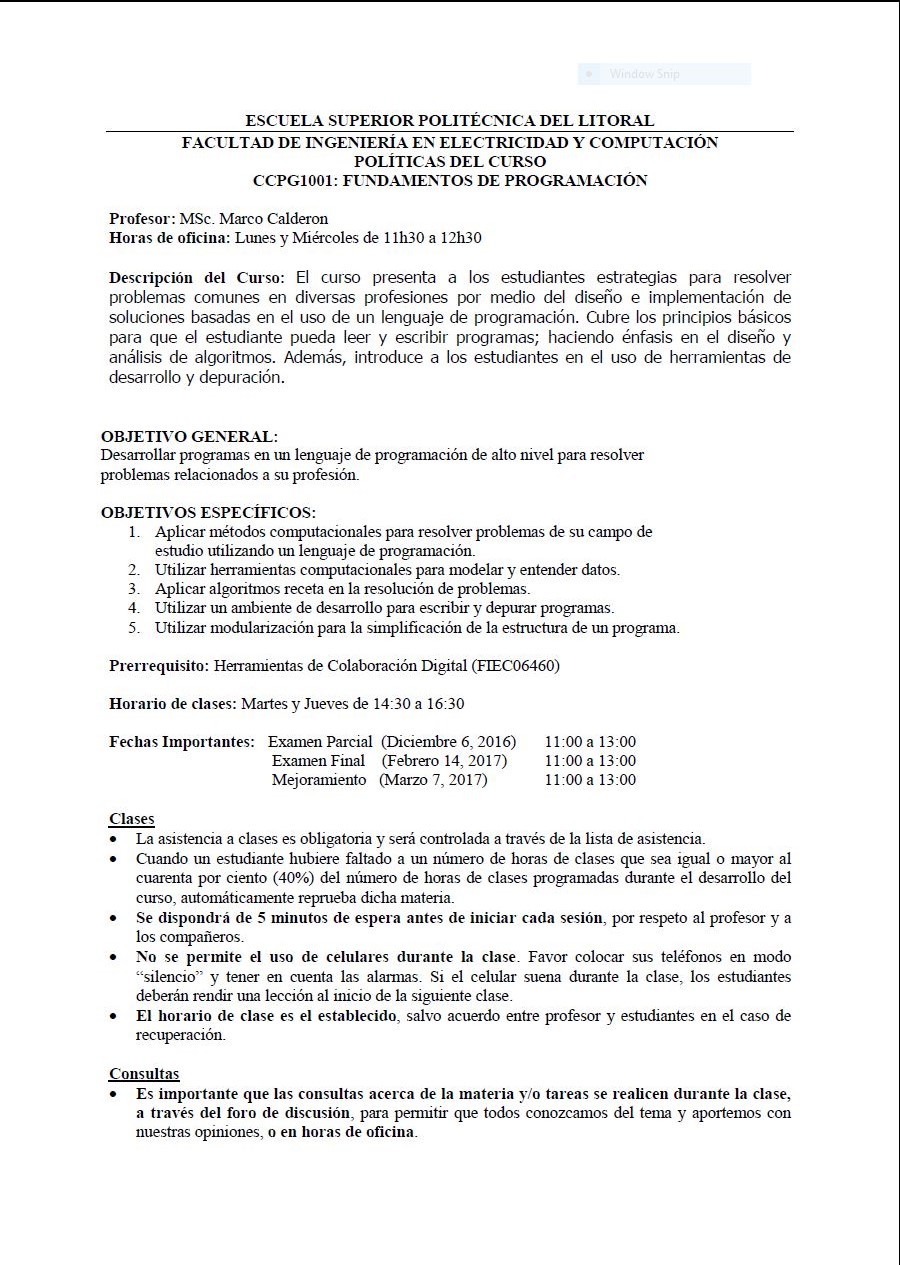 Window Snip
ESCUELA SUPERIOR POLITÉCNICA DEL LITORAL
FACULTAD DE INGENIERÍA EN ELECTRICIDAD Y COMPUTACIÓN
POLÍTICAS DEL CURSO
CCPG1001: FUNDAMENTOS DE PROGRAMACIÓN
Profesor: MSc. Marco Calderon
Horas de oficina: Lunes y Miércoles de 11h30 a 12h30
Descripción del Curso: El curso presenta a los estudiantes estrategias para resolver
problemas comunes en diversas profesiones por medio del diseño e implementación de
soluciones basadas en el uso de un lenguaje de programación. Cubre los principios básicos
para que el estudiante pueda leer y escribir programas; haciendo énfasis en el diseño y
análisis de algoritmos. Además, introduce a los estudiantes en el uso de herramientas de
desarrollo y depuración.
OBJETIVO GENERAL:
Desarrollar programas en un lenguaje de programación de alto nivel para resolver
problemas relacionados a su profesión.
OBJETIVOS ESPECÍFICOS:
1. Aplicar métodos computacionales para resolver problemas de su campo de
estudio utilizando un lenguaje de programación.
2. Utilizar herramientas computacionales para modelar y entender datos.
3. Aplicar algoritmos receta en la resolución de problemas.
4. Utilizar un ambiente de desarrollo para escribir y depurar programas.
5. Utilizar modularización para la simplificación de la estructura de un programa.
Prerrequisito: Herramientas de Colaboración Digital (FIEC06460)
Horario de clases: Martes y Jueves de 14:30 a 16:30
Fechas Importantes: Examen Parcial (Diciembre 6, 2016) 11:00 a 13:00
Examen Final (Febrero 14, 2017) 11:00 a 13:00
Mejoramiento (Marzo 7, 2017) 11:00 a 13:00
Clases
• La asistencia a clases es obligatoria y será controlada a través de la lista de asistencia.
• Cuando un estudiante hubiere faltado a un número de horas de clases que sea igual o mayor al
cuarenta por ciento (40%) del número de horas de clases programadas durante el desarrollo del
curso, automáticamente reprueba dicha materia.
• Se dispondrá de 5 minutos de espera antes de iniciar cada sesión, por respeto al profesor y a
los compañeros.
• No se permite el uso de celulares durante la clase. Favor colocar sus teléfonos en modo
“silencio” y tener en cuenta las alarmas. Si el celular suena durante la clase, los estudiantes
deberán rendir una lección al inicio de la siguiente clase.
• El horario de clase es el establecido, salvo acuerdo entre profesor y estudiantes en el caso de
recuperación.
Consultas
• Es importante que las consultas acerca de la materia y/o tareas se realicen durante la clase,
a través del foro de discusión, para permitir que todos conozcamos del tema y aportemos con
nuestras opiniones, o en horas de oficina.